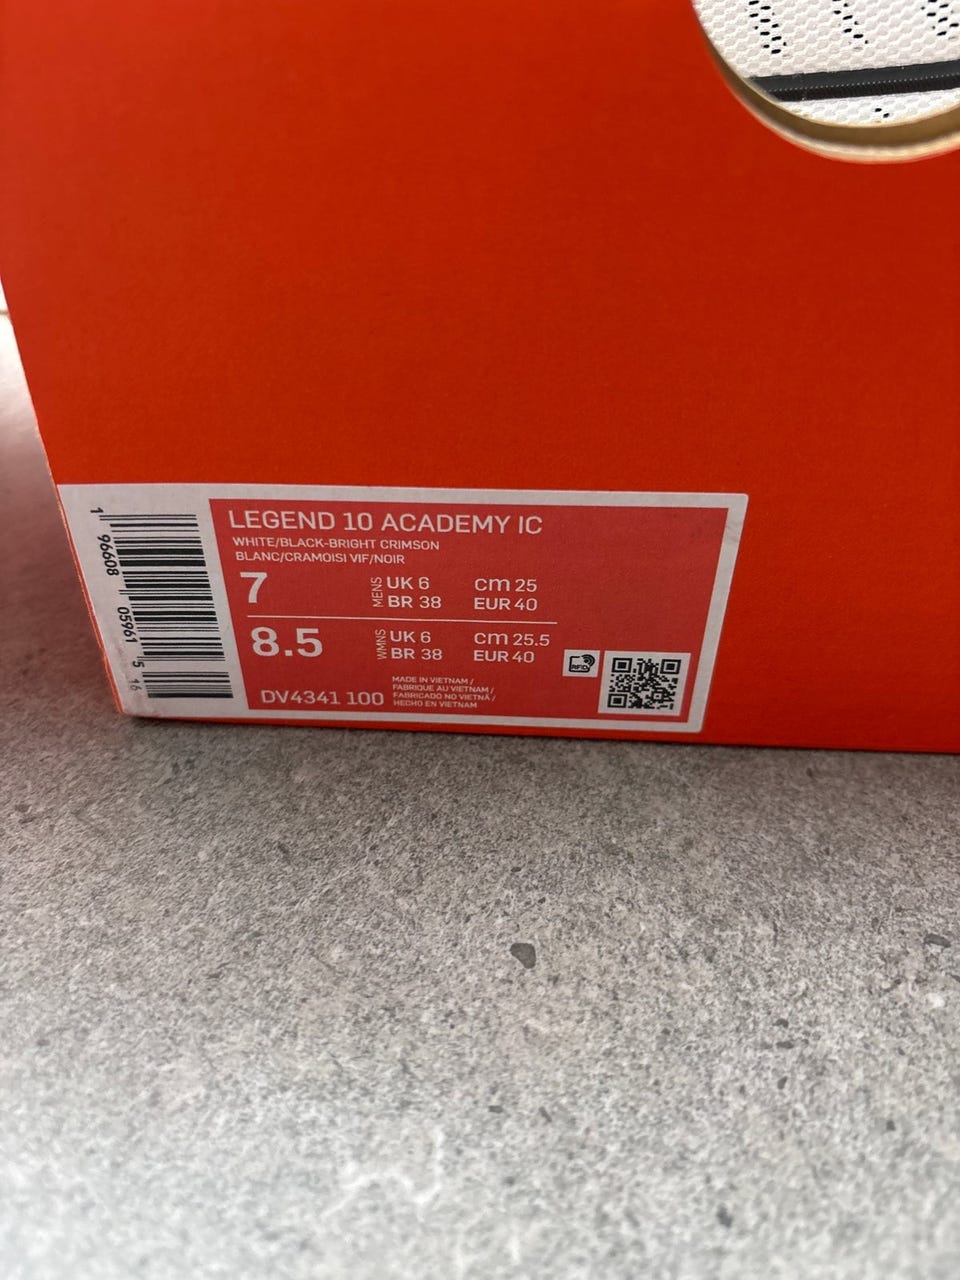 LEGEND 10 ACADEMY IC
WHITE/BLACK-BRIGHT CRIMSON
BLANC/CRAMOISI VIF/NOIR
7
MENS
UK 6
cm 25
BR 38
EUR 40
8.5
WMNS
UK 6
cm 25.5
BR 38
EUR 40
DV4341 100
MADE IN VIETNAM /
FABRIQUE AU VIETNAM /
FABRICADO NO VIETNÃ /
HECHO EN VIETNAM
RFID
1 96608 05961 5 16